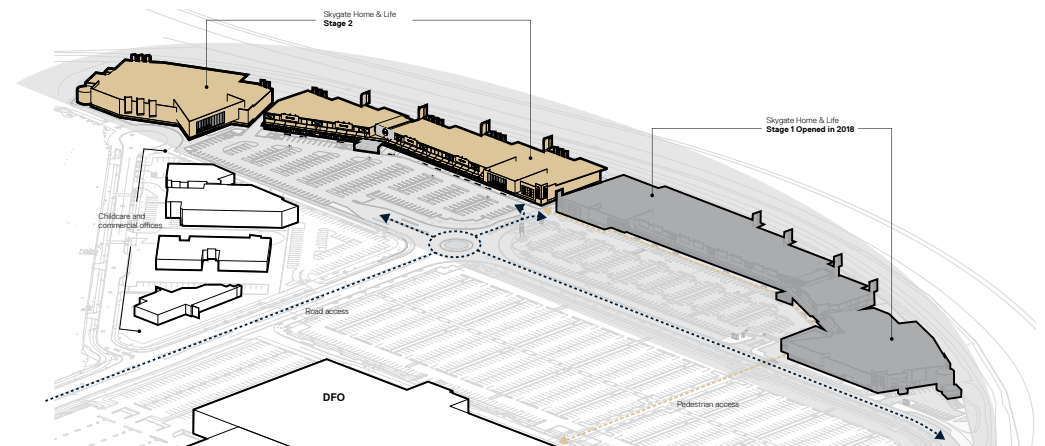 Skygate Home & Life
Stage 2
Skygate Home & Life
Stage 1 Opened in 2018
Childcare and
commercial offices
Road access
DFO
Pedestrian access